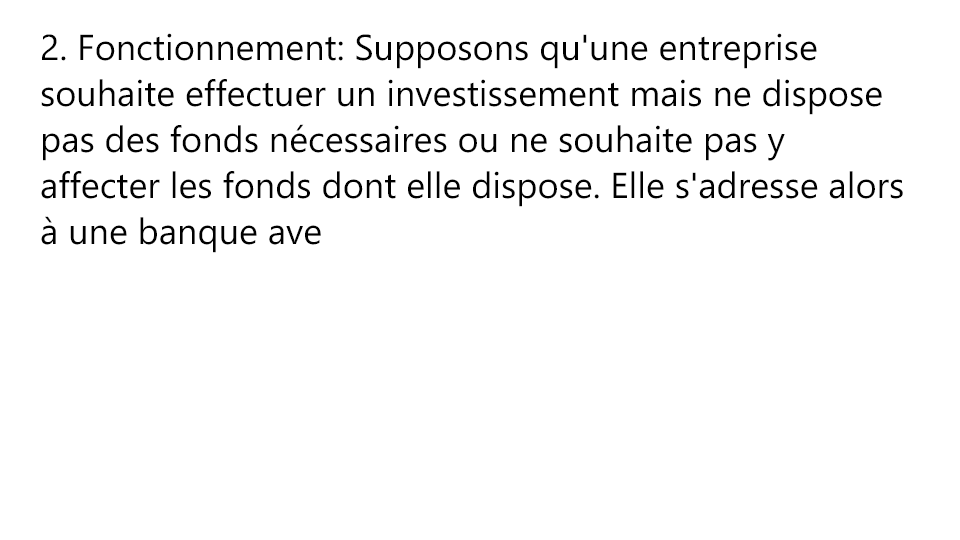 2. Fonctionnement: Supposons qu'une entreprise
souhaite effectuer un investissement mais ne dispose
pas des fonds nécessaires ou ne souhaite pas y
affecter les fonds dont elle dispose. Elle s'adresse alors
à une banque ave